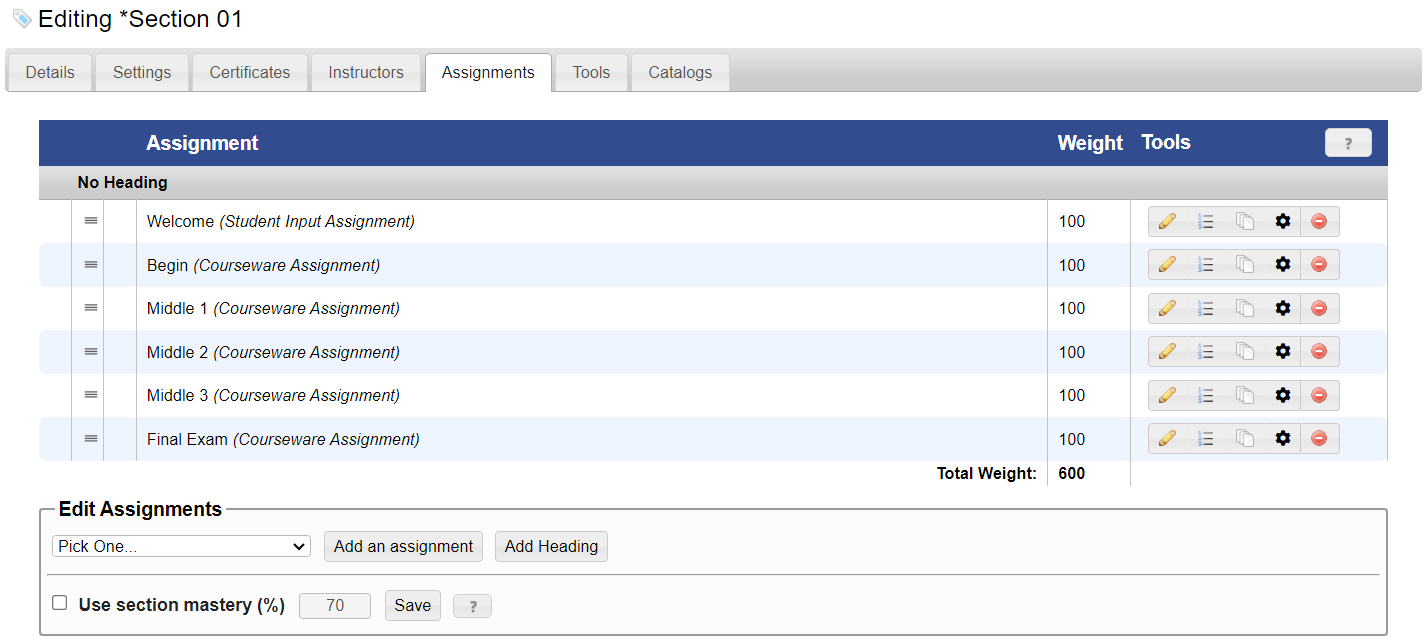 Editing *Section 01
Details Settings Certificates Instructors Assignments Tools Catalogs
Assignment Weight Tools ?
No Heading
Welcome (Student Input Assignment) 100
Begin (Courseware Assignment) 100
Middle 1 (Courseware Assignment) 100
Middle 2 (Courseware Assignment) 100
Middle 3 (Courseware Assignment) 100
Final Exam (Courseware Assignment) 100
Total Weight: 600
Edit Assignments
Pick One... Add an assignment Add Heading
Use section mastery (%) 70 Save ?